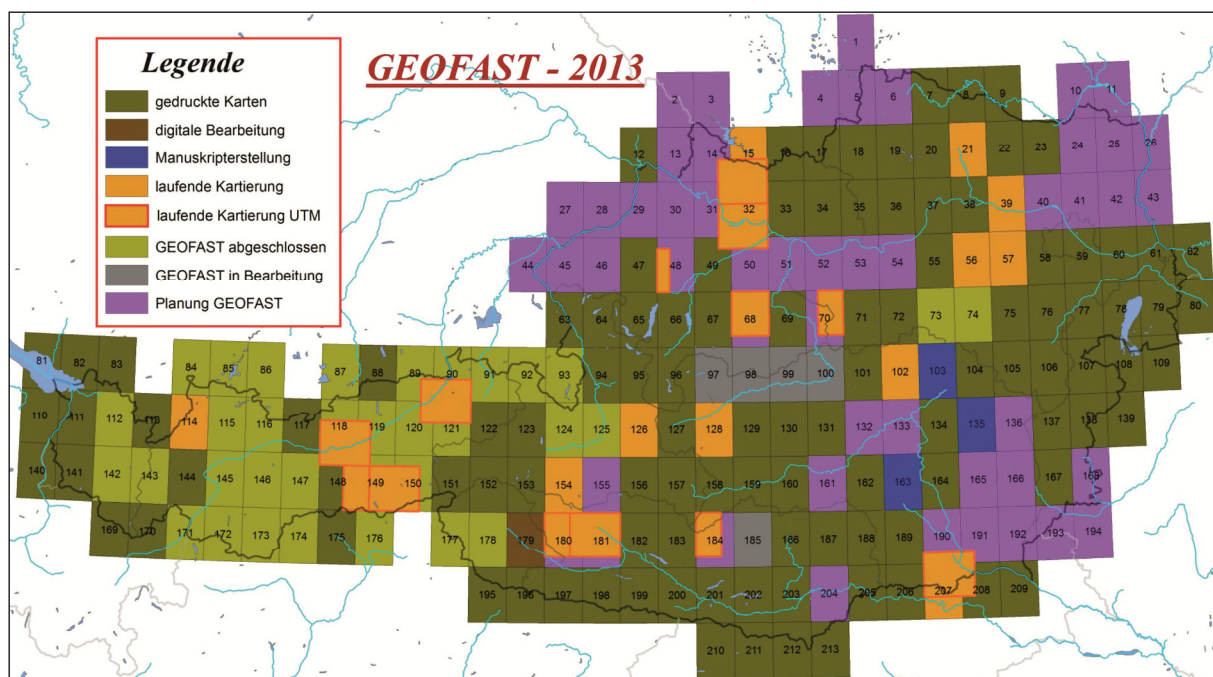 GEOFAST - 2013
Legende
gedruckte Karten
digitale Bearbeitung
Manuskripterstellung
laufende Kartierung
laufende Kartierung UTM
GEOFAST abgeschlossen
GEOFAST in Bearbeitung
Planung GEOFAST
1
2 3 4 5 6 7 8 9 10 11
12 13 14 15 16 17 18 19 20 21 22 23 24 25 26
27 28 29 30 31 32 33 34 35 36 37 38 39 40 41 42 43
44 45 46 47 48 49 50 51 52 53 54 55 56 57 58 59 60 61 62
63 64 65 66 67 68 69 70 71 72 73 74 75 76 77 78 79 80
81 82 83 84 85 86 87 88 89 90 91 92 93 94 95 96 97 98 99 100 101 102 103 104 105 106 107 108 109
110 111 112 113 114 115 116 117 118 119 120 121 122 123 124 125 126 127 128 129 130 131 132 133 134 135 136 137 138 139
140 141 142 143 144 145 146 147 148 149 150 151 152 153 154 155 156 157 158 159 160 161 162 163 164 165 166 167 168
169 170 171 172 173 174 175 176 177 178 179 180 181 182 183 184 185 186 187 188 189 190 191 192 193 194
195 196 197 198 199 200 201 202 203 204 205 206 207 208 209
210 211 212 213